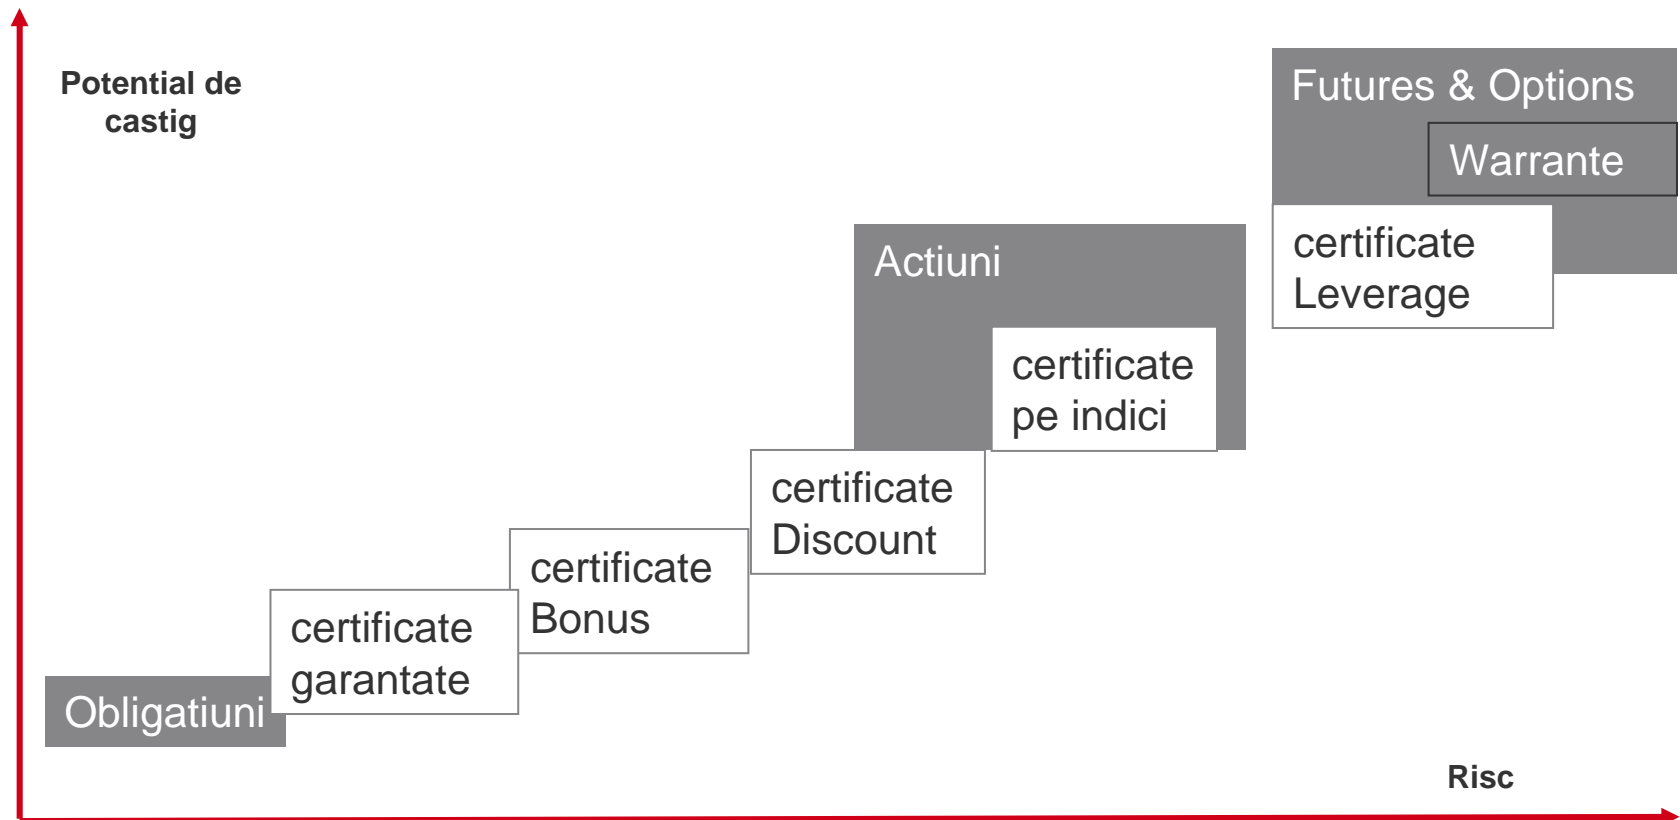 Potential de
castig
Futures & Options
Warrante
certificate
Leverage
Actiuni
certificate
pe indici
certificate
Discount
certificate
Bonus
certificate
garantate
Obligatiuni
Risc